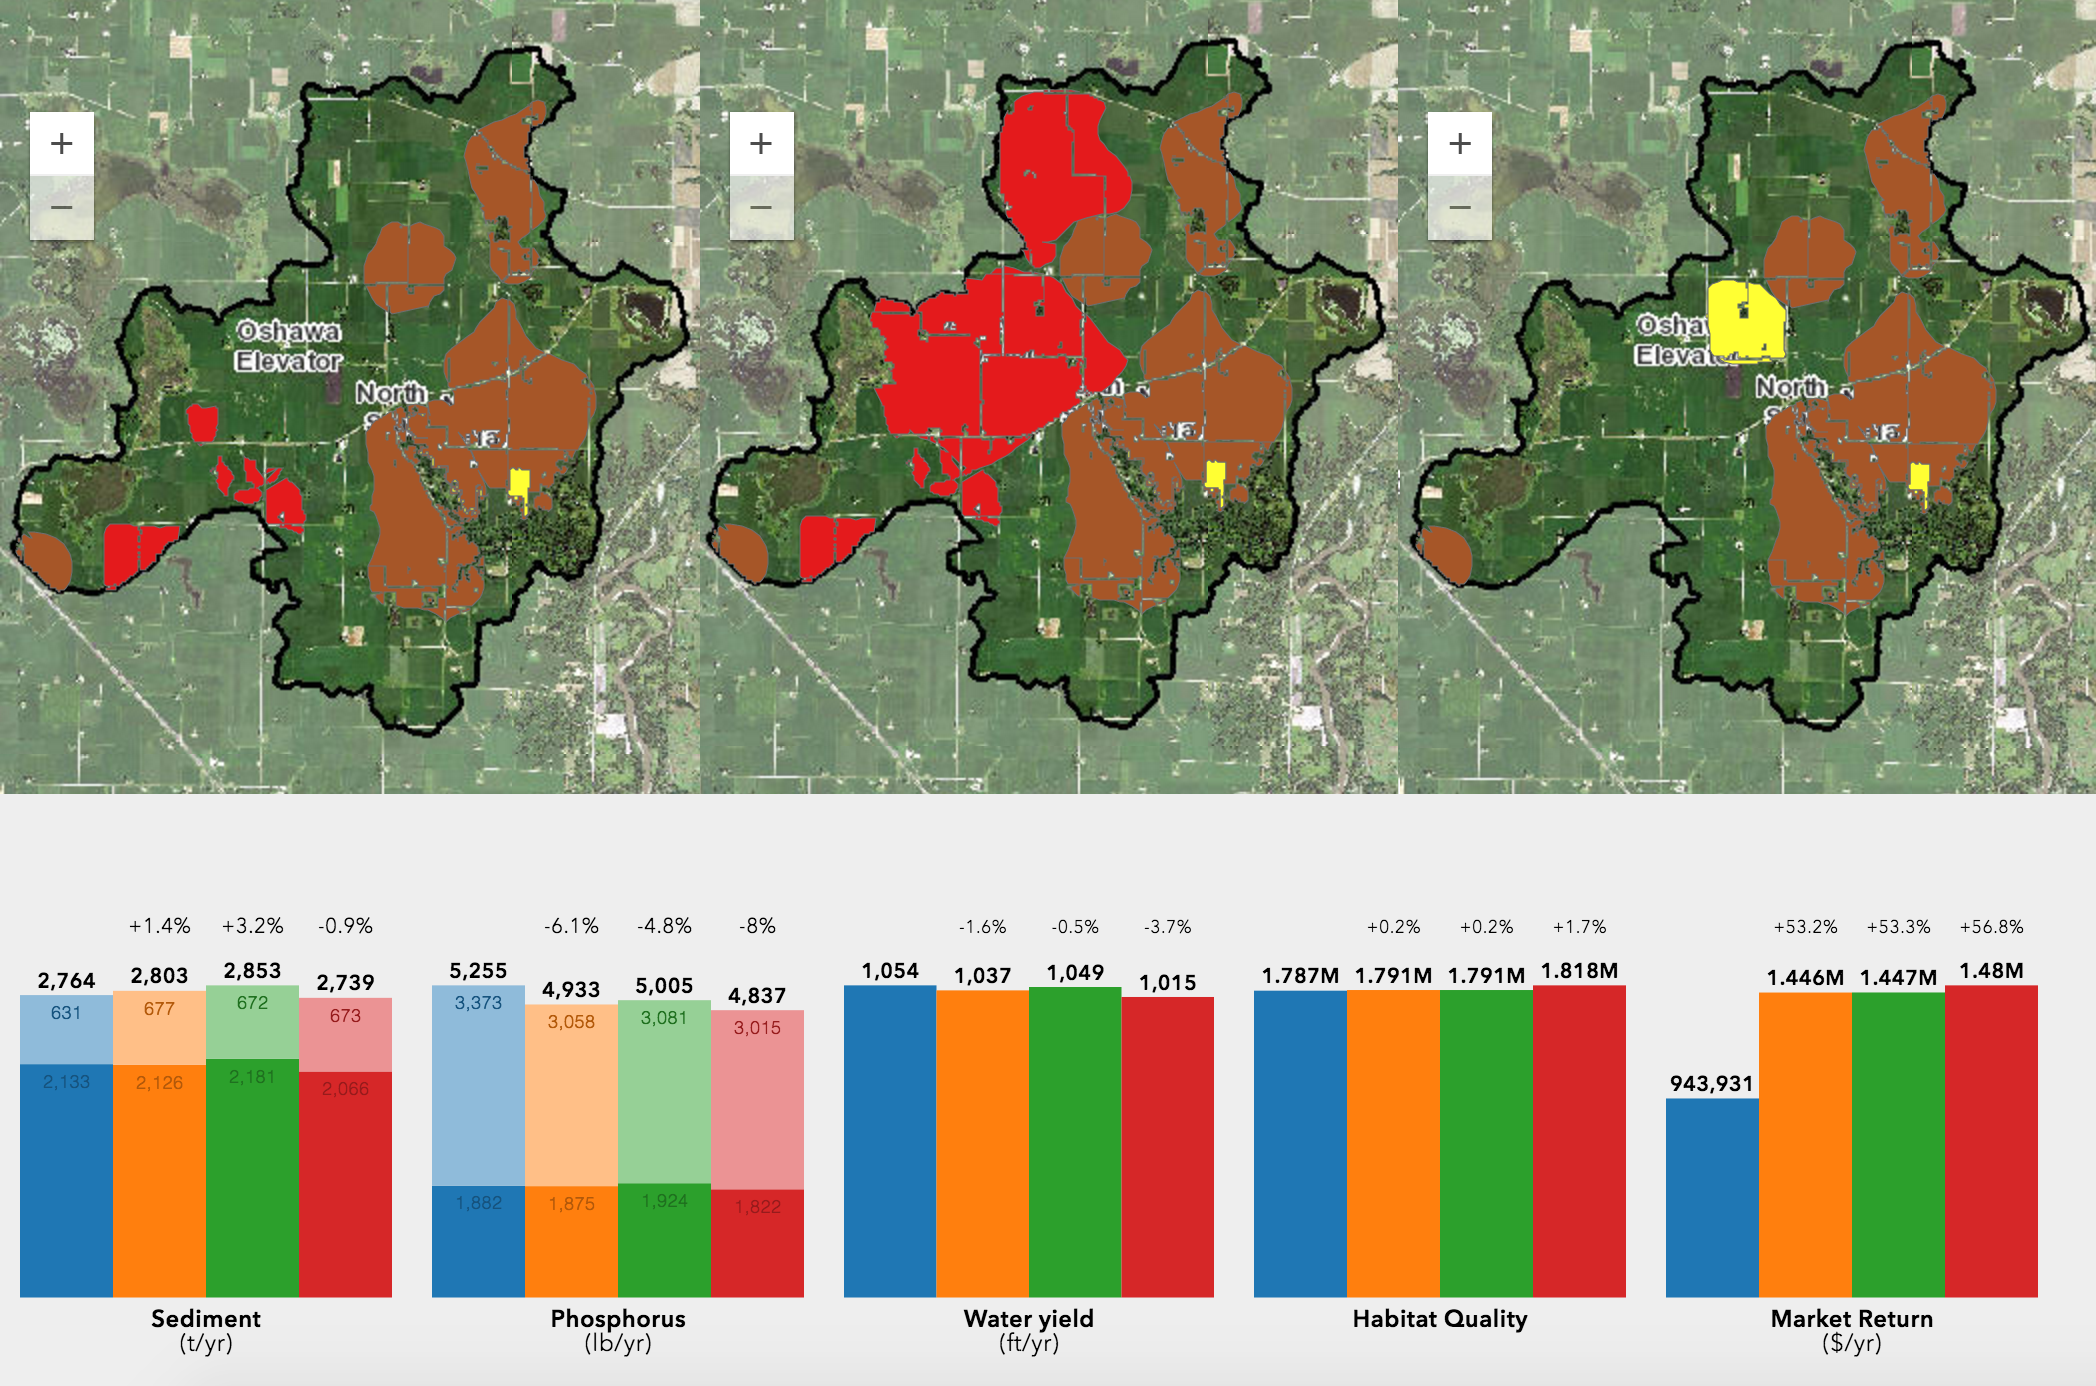 +
−
Oshawa
Elevator
North
+
−
+
−
Elevat
North
+1.4% +3.2% -0.9%
2,764 2,803 2,853 2,739
631 677 672 673
2,133 2,126 2,181 2,066
Sediment
(t/yr)
-6.1% -4.8% -8%
5,255 4,933 5,005 4,837
3,373 3,058 3,081 3,015
1,882 1,875 1,924 1,822
Phosphorus
(lb/yr)
-1.6% -0.5% -3.7%
1,054 1,037 1,049 1,015
Water yield
(ft/yr)
+0.2% +0.2% +1.7%
1.787M 1.791M 1.791M 1.818M
Habitat Quality
+53.2% +53.3% +56.8%
943,931 1.446M 1.447M 1.48M
Market Return
($/yr)